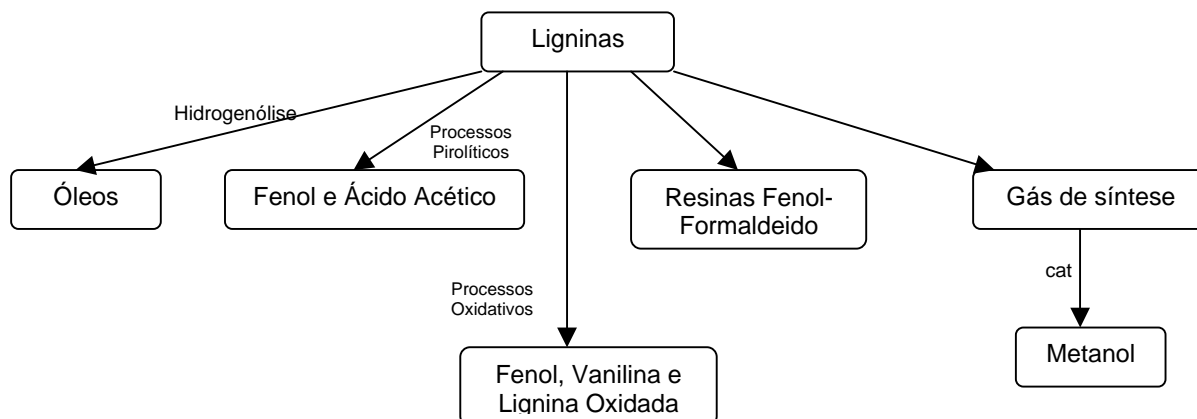 Ligninas
Hidrogenólise
Processos
Pirolíticos
Óleos
Fenol e Ácido Acético
Resinas Fenol-
Formaldeido
Gás de síntese
Processos
Oxidativos
cat
Fenol, Vanilina e
Lignina Oxidada
Metanol